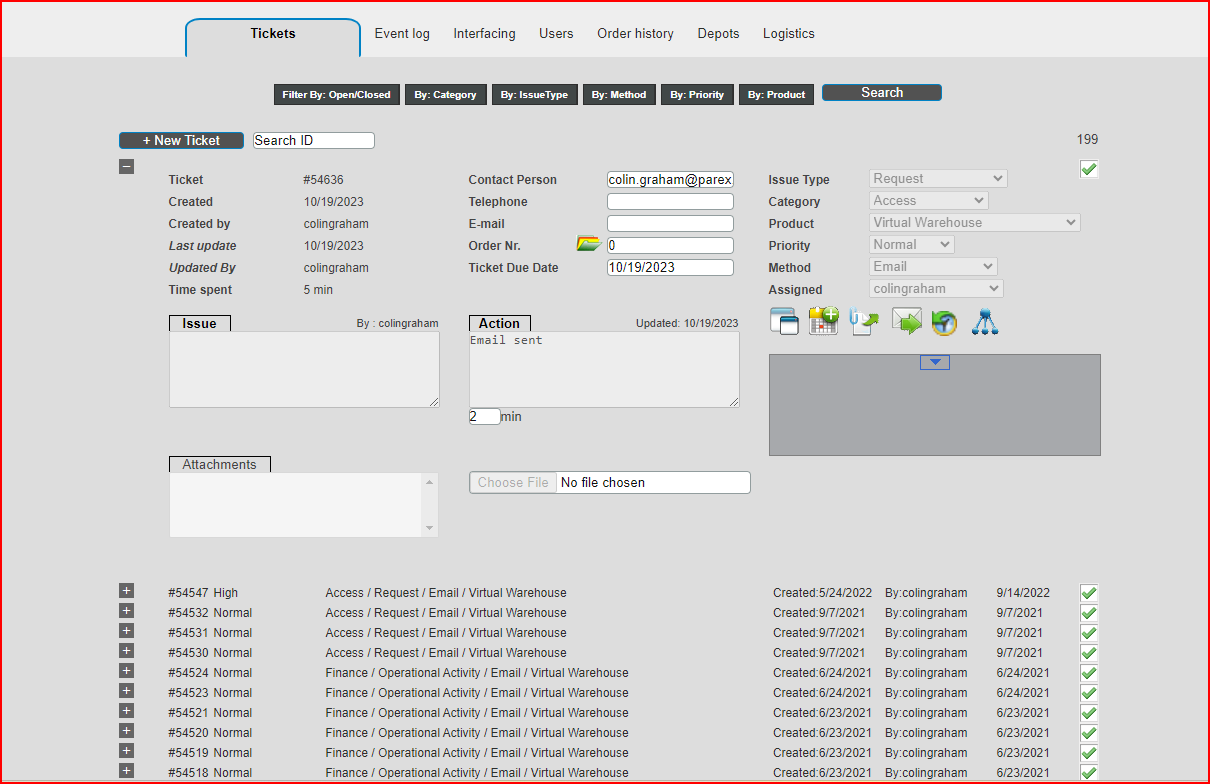 Tickets Event log Interfacing Users Order history Depots Logistics
Filter By: Open/Closed By: Category By: IssueType By: Method By: Priority By: Product Search
+ New Ticket Search ID 199
Ticket #54636 Contact Person colin.graham@parex Issue Type Request
Created 10/19/2023 Telephone Category Access
Created by colingraham E-mail Product Virtual Warehouse
Last update 10/19/2023 Order Nr. 0 Priority Normal
Updated By colingraham Ticket Due Date 10/19/2023 Method Email
Time spent 5 min Assigned colingraham
Issue By : colingraham Action Updated: 10/19/2023
Email sent
2 min
Attachments
Choose File No file chosen
#54547 High Access / Request / Email / Virtual Warehouse Created:5/24/2022 By:colingraham 9/14/2022
#54532 Normal Access / Request / Email / Virtual Warehouse Created:9/7/2021 By:colingraham 9/7/2021
#54531 Normal Access / Request / Email / Virtual Warehouse Created:9/7/2021 By:colingraham 9/7/2021
#54530 Normal Access / Request / Email / Virtual Warehouse Created:9/7/2021 By:colingraham 9/7/2021
#54524 Normal Finance / Operational Activity / Email / Virtual Warehouse Created:6/24/2021 By:colingraham 6/24/2021
#54523 Normal Finance / Operational Activity / Email / Virtual Warehouse Created:6/24/2021 By:colingraham 6/24/2021
#54521 Normal Finance / Operational Activity / Email / Virtual Warehouse Created:6/23/2021 By:colingraham 6/23/2021
#54520 Normal Finance / Operational Activity / Email / Virtual Warehouse Created:6/23/2021 By:colingraham 6/23/2021
#54519 Normal Finance / Operational Activity / Email / Virtual Warehouse Created:6/23/2021 By:colingraham 6/23/2021
#54518 Normal Finance / Operational Activity / Email / Virtual Warehouse Created:6/23/2021 By:colingraham 6/23/2021